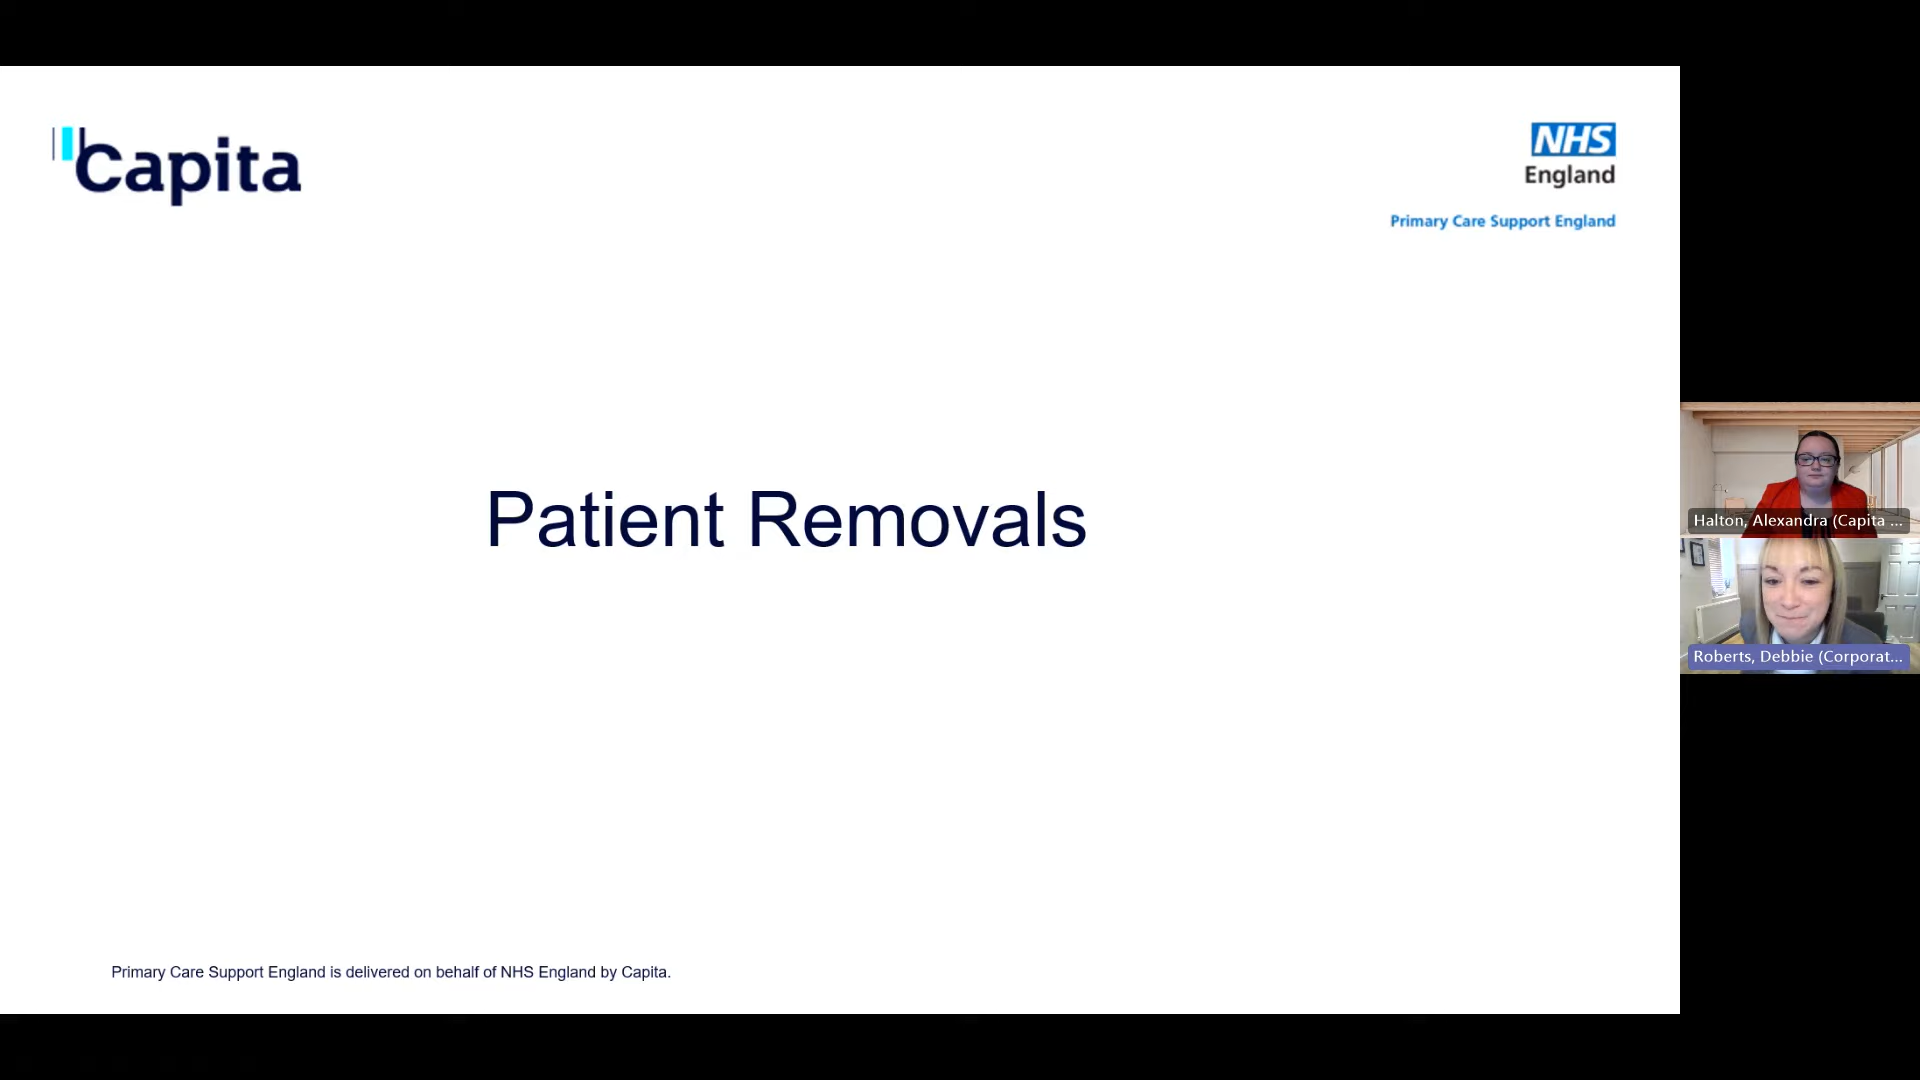 Capita
NHS
England
Primary Care Support England
Patient Removals
Halton, Alexandra (Capita ...
Roberts, Debbie (Corporat...
Primary Care Support England is delivered on behalf of NHS England by Capita.